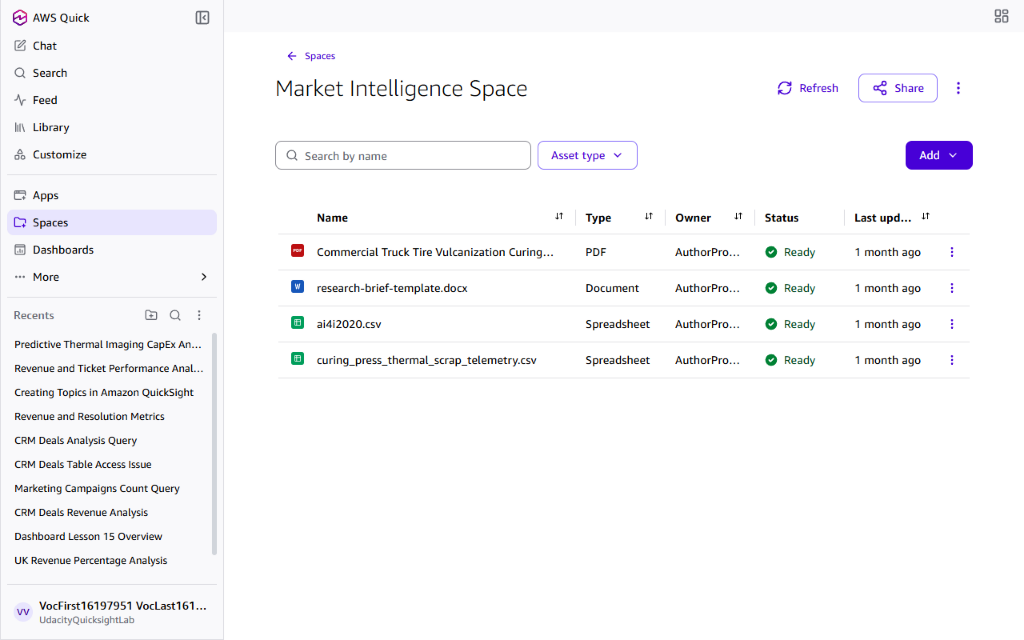 AWS Quick
Chat
Search
Feed
Library
Customize
Apps
Spaces
Dashboards
More
Recents
Predictive Thermal Imaging CapEx An...
Revenue and Ticket Performance Anal...
Creating Topics in Amazon QuickSight
Revenue and Resolution Metrics
CRM Deals Analysis Query
CRM Deals Table Access Issue
Marketing Campaigns Count Query
CRM Deals Revenue Analysis
Dashboard Lesson 15 Overview
UK Revenue Percentage Analysis
VV VocFirst16197951 VocLast161...
UdacityQuicksightLab
Spaces
Market Intelligence Space
Refresh Share
Search by name Asset type Add
Name Type Owner Status Last upd...
PDF Commercial Truck Tire Vulcanization Curing... PDF AuthorPro... Ready 1 month ago
W research-brief-template.docx Document AuthorPro... Ready 1 month ago
ai4i2020.csv Spreadsheet AuthorPro... Ready 1 month ago
curing_press_thermal_scrap_telemetry.csv Spreadsheet AuthorPro... Ready 1 month ago